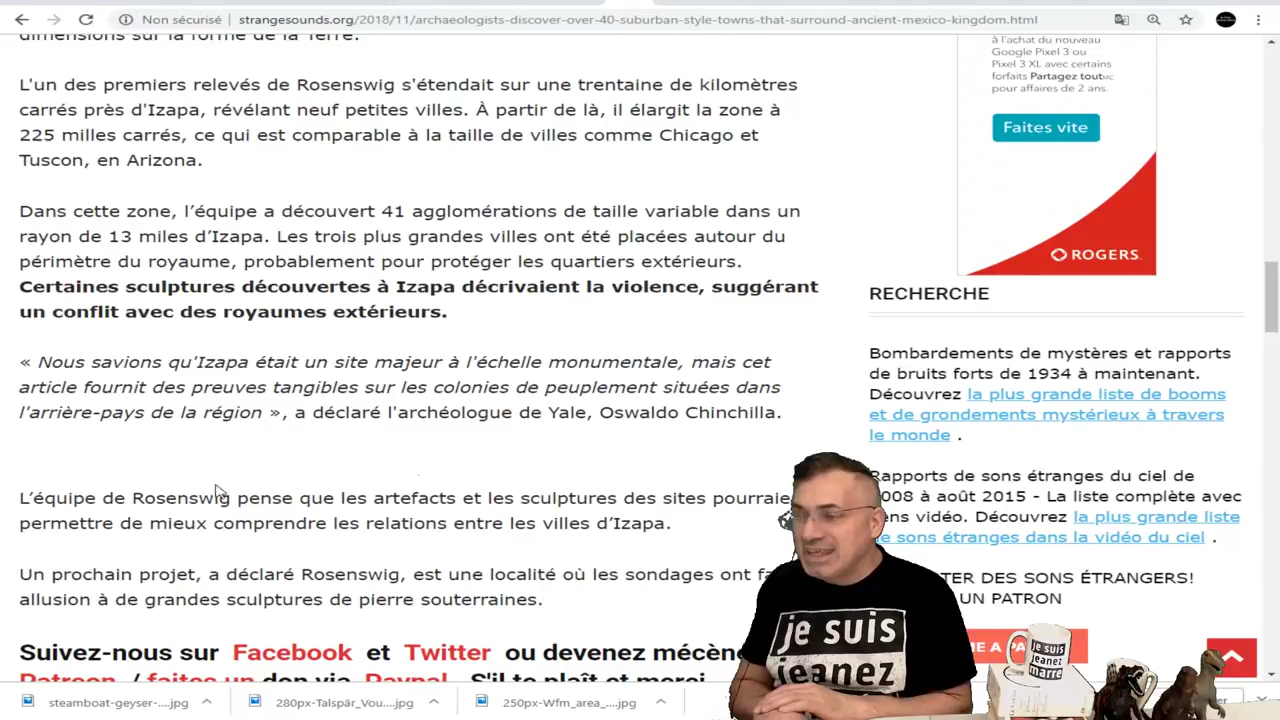 Non sécurisé
strangesounds.org/2018/11/archaeologists-discover-over-40-suburban-style-towns-that-surround-ancient-mexico-kingdom.html
dimensions sur la forme de la Terre.
L'un des premiers relevés de Rosenswig s'étendait sur une trentaine de kilomètres
carrés près d'Izapa, révélant neuf petites villes. À partir de là, il élargit la zone à
225 milles carrés, ce qui est comparable à la taille de villes comme Chicago et
Tuscon, en Arizona.
Dans cette zone, l’équipe a découvert 41 agglomérations de taille variable dans un
rayon de 13 miles d’Izapa. Les trois plus grandes villes ont été placées autour du
périmètre du royaume, probablement pour protéger les quartiers extérieurs.
Certaines sculptures découvertes à Izapa décrivaient la violence, suggérant
un conflit avec des royaumes extérieurs.
« Nous savions qu'Izapa était un site majeur à l'échelle monumentale, mais cet
article fournit des preuves tangibles sur les colonies de peuplement situées dans
l'arrière-pays de la région », a déclaré l'archéologue de Yale, Oswaldo Chinchilla.
L’équipe de Rosenswig pense que les artefacts et les sculptures des sites
permettre de mieux comprendre les relations entre les villes d’Izapa.
Un prochain projet, a déclaré Rosenswig, est une localité où les sondages ont
allusion à de grandes sculptures de pierre souterraines.
Suivez-nous sur Facebook et Twitter ou devenez
Patreon / faites un don via Paypal. S'il te plaît et merci
à l'achat du nouveau
Google Pixel 3 ou
Pixel 3 XL avec certains
forfaits Partagez toutMC
pour affaires de 2 ans.
Faites vite
ROGERS
RECHERCHE
Bombardements de mystères et rapports
de bruits forts de 1934 à maintenant.
Découvrez la plus grande liste de booms
et de grondements mystérieux à travers
le monde .
Rapports de sons étranges du ciel de
2008 à août 2015 - La liste complète avec
vidéo. Découvrez la plus grande liste
de sons étranges dans la vidéo du ciel .
DES SONS ÉTRANGERS!
UN PATRON
je suis
jeanez
je suis
jeanez
marre
steamboat-geyser-....jpg
280px-Talspär_Vou....jpg
250px-Wfm_area_....jpg